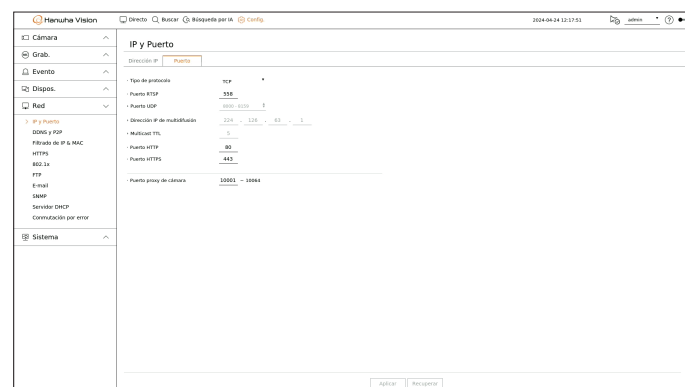 Hanwha Vision
Directo Buscar Búsqueda por IA Config.
2024-04-24 12:17:51
admin
Cámara
Grab.
Evento
Dispos.
Red
IP y Puerto
DDNS y P2P
Filtrado de IP & MAC
HTTPS
802.1x
FTP
E-mail
SNMP
Servidor DHCP
Conmutación por error
Sistema
IP y Puerto
Dirección IP Puerto
Tipo de protocolo TCP
Puerto RTSP 558
Puerto UDP 8000 - 8159
Dirección IP de multidifusión 224 . 126 . 63 . 1
Multicast TTL 5
Puerto HTTP 80
Puerto HTTPS 443
Puerto proxy de cámara 10001 ~ 10064
Aplicar Recuperar